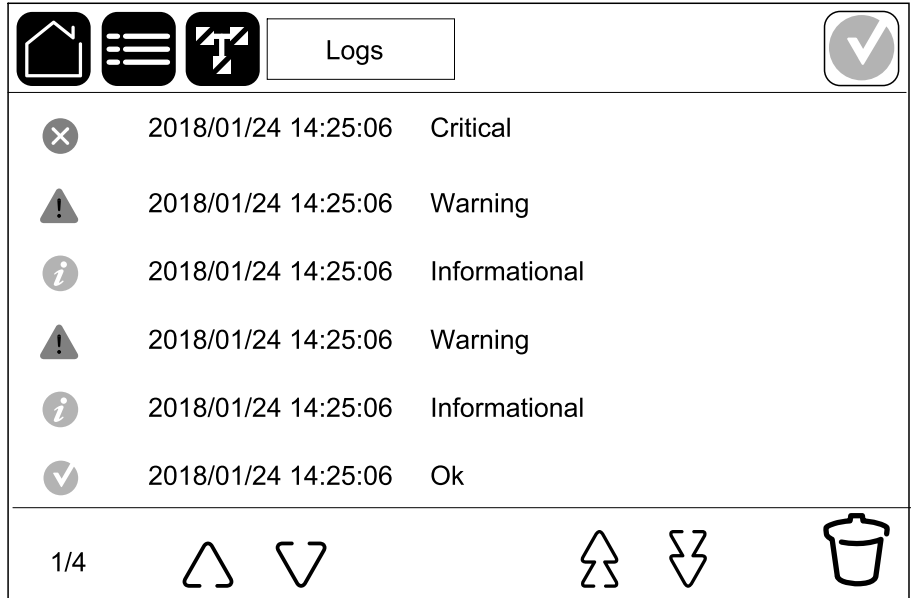 Logs
2018/01/24 14:25:06 Critical
2018/01/24 14:25:06 Warning
2018/01/24 14:25:06 Informational
2018/01/24 14:25:06 Warning
2018/01/24 14:25:06 Informational
2018/01/24 14:25:06 Ok
1/4